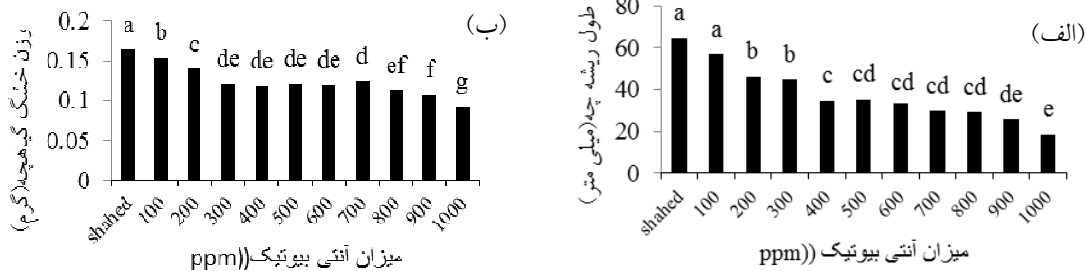 (الف)
طول ریشه چه(میلی متر)
80
60
40
20
0
a a b b c cd cd cd cd de e
shahed 100 200 300 400 500 600 700 800 900 1000
میزان آنتی بیوتیک ((ppm
(ب)
وزن خشک گیاهچه(گرم)
0.2
0.15
0.1
0.05
0
a b c de de de de d ef f g
shahed 100 200 300 400 500 600 700 800 900 1000
میزان آنتی بیوتیک((ppm